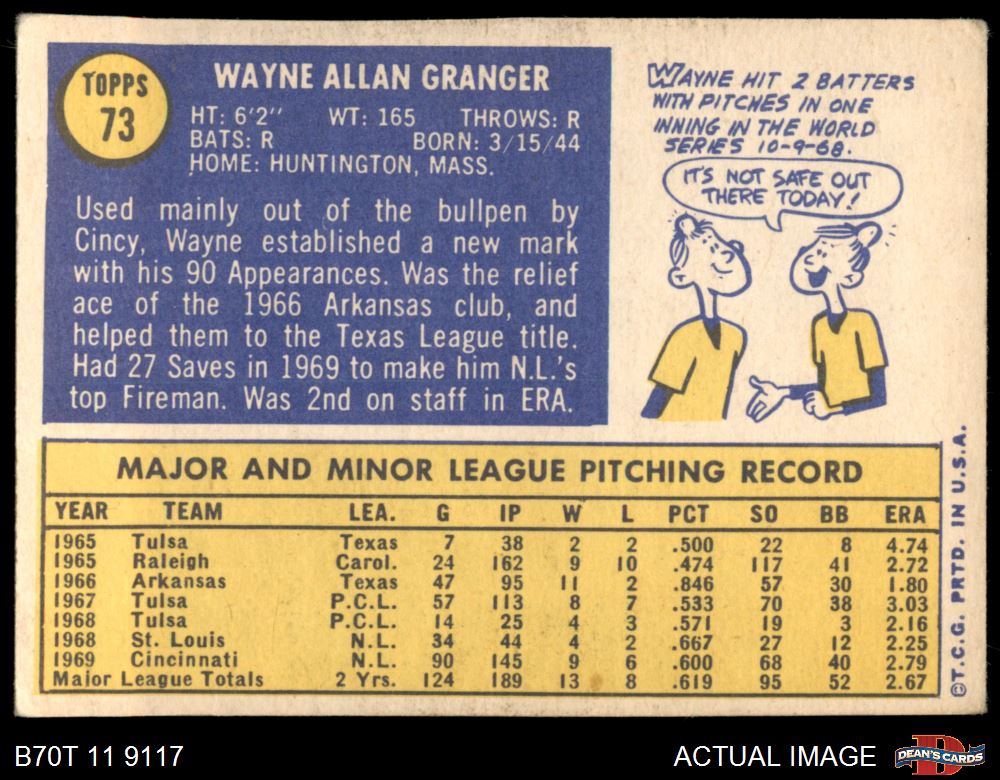 TOPPS
73
WAYNE ALLAN GRANGER
HT: 6'2" WT: 165 THROWS: R
BATS: R BORN: 3/15/44
HOME: HUNTINGTON, MASS.
Used mainly out of the bullpen by
Cincy, Wayne established a new mark
with his 90 Appearances. Was the relief
ace of the 1966 Arkansas club, and
helped them to the Texas League title.
Had 27 Saves in 1969 to make him N.L.'s
top Fireman. Was 2nd on staff in ERA.
WAYNE HIT 2 BATTERS
WITH PITCHES IN ONE
INNING IN THE WORLD
SERIES 10-9-68.
IT'S NOT SAFE OUT
THERE TODAY!
MAJOR AND MINOR LEAGUE PITCHING RECORD
YEAR TEAM LEA. G IP W L PCT SO BB ERA
1965 Tulsa Texas 7 38 2 2 .500 22 8 4.74
1965 Raleigh Carol. 24 162 9 10 .474 117 41 2.72
1966 Arkansas Texas 47 95 11 2 .846 57 30 1.80
1967 Tulsa P.C.L. 57 113 8 7 .533 70 38 3.03
1968 Tulsa P.C.L. 14 25 4 3 .571 19 3 2.16
1968 St. Louis N.L. 34 44 4 2 .667 27 12 2.25
1969 Cincinnati N.L. 90 145 9 6 .600 68 40 2.79
Major League Totals 2 Yrs. 124 189 13 8 .619 95 52 2.67
©T.C.G. PRTD. IN U.S.A.
B70T 11 9117
ACTUAL IMAGE
DEAN'S CARDS